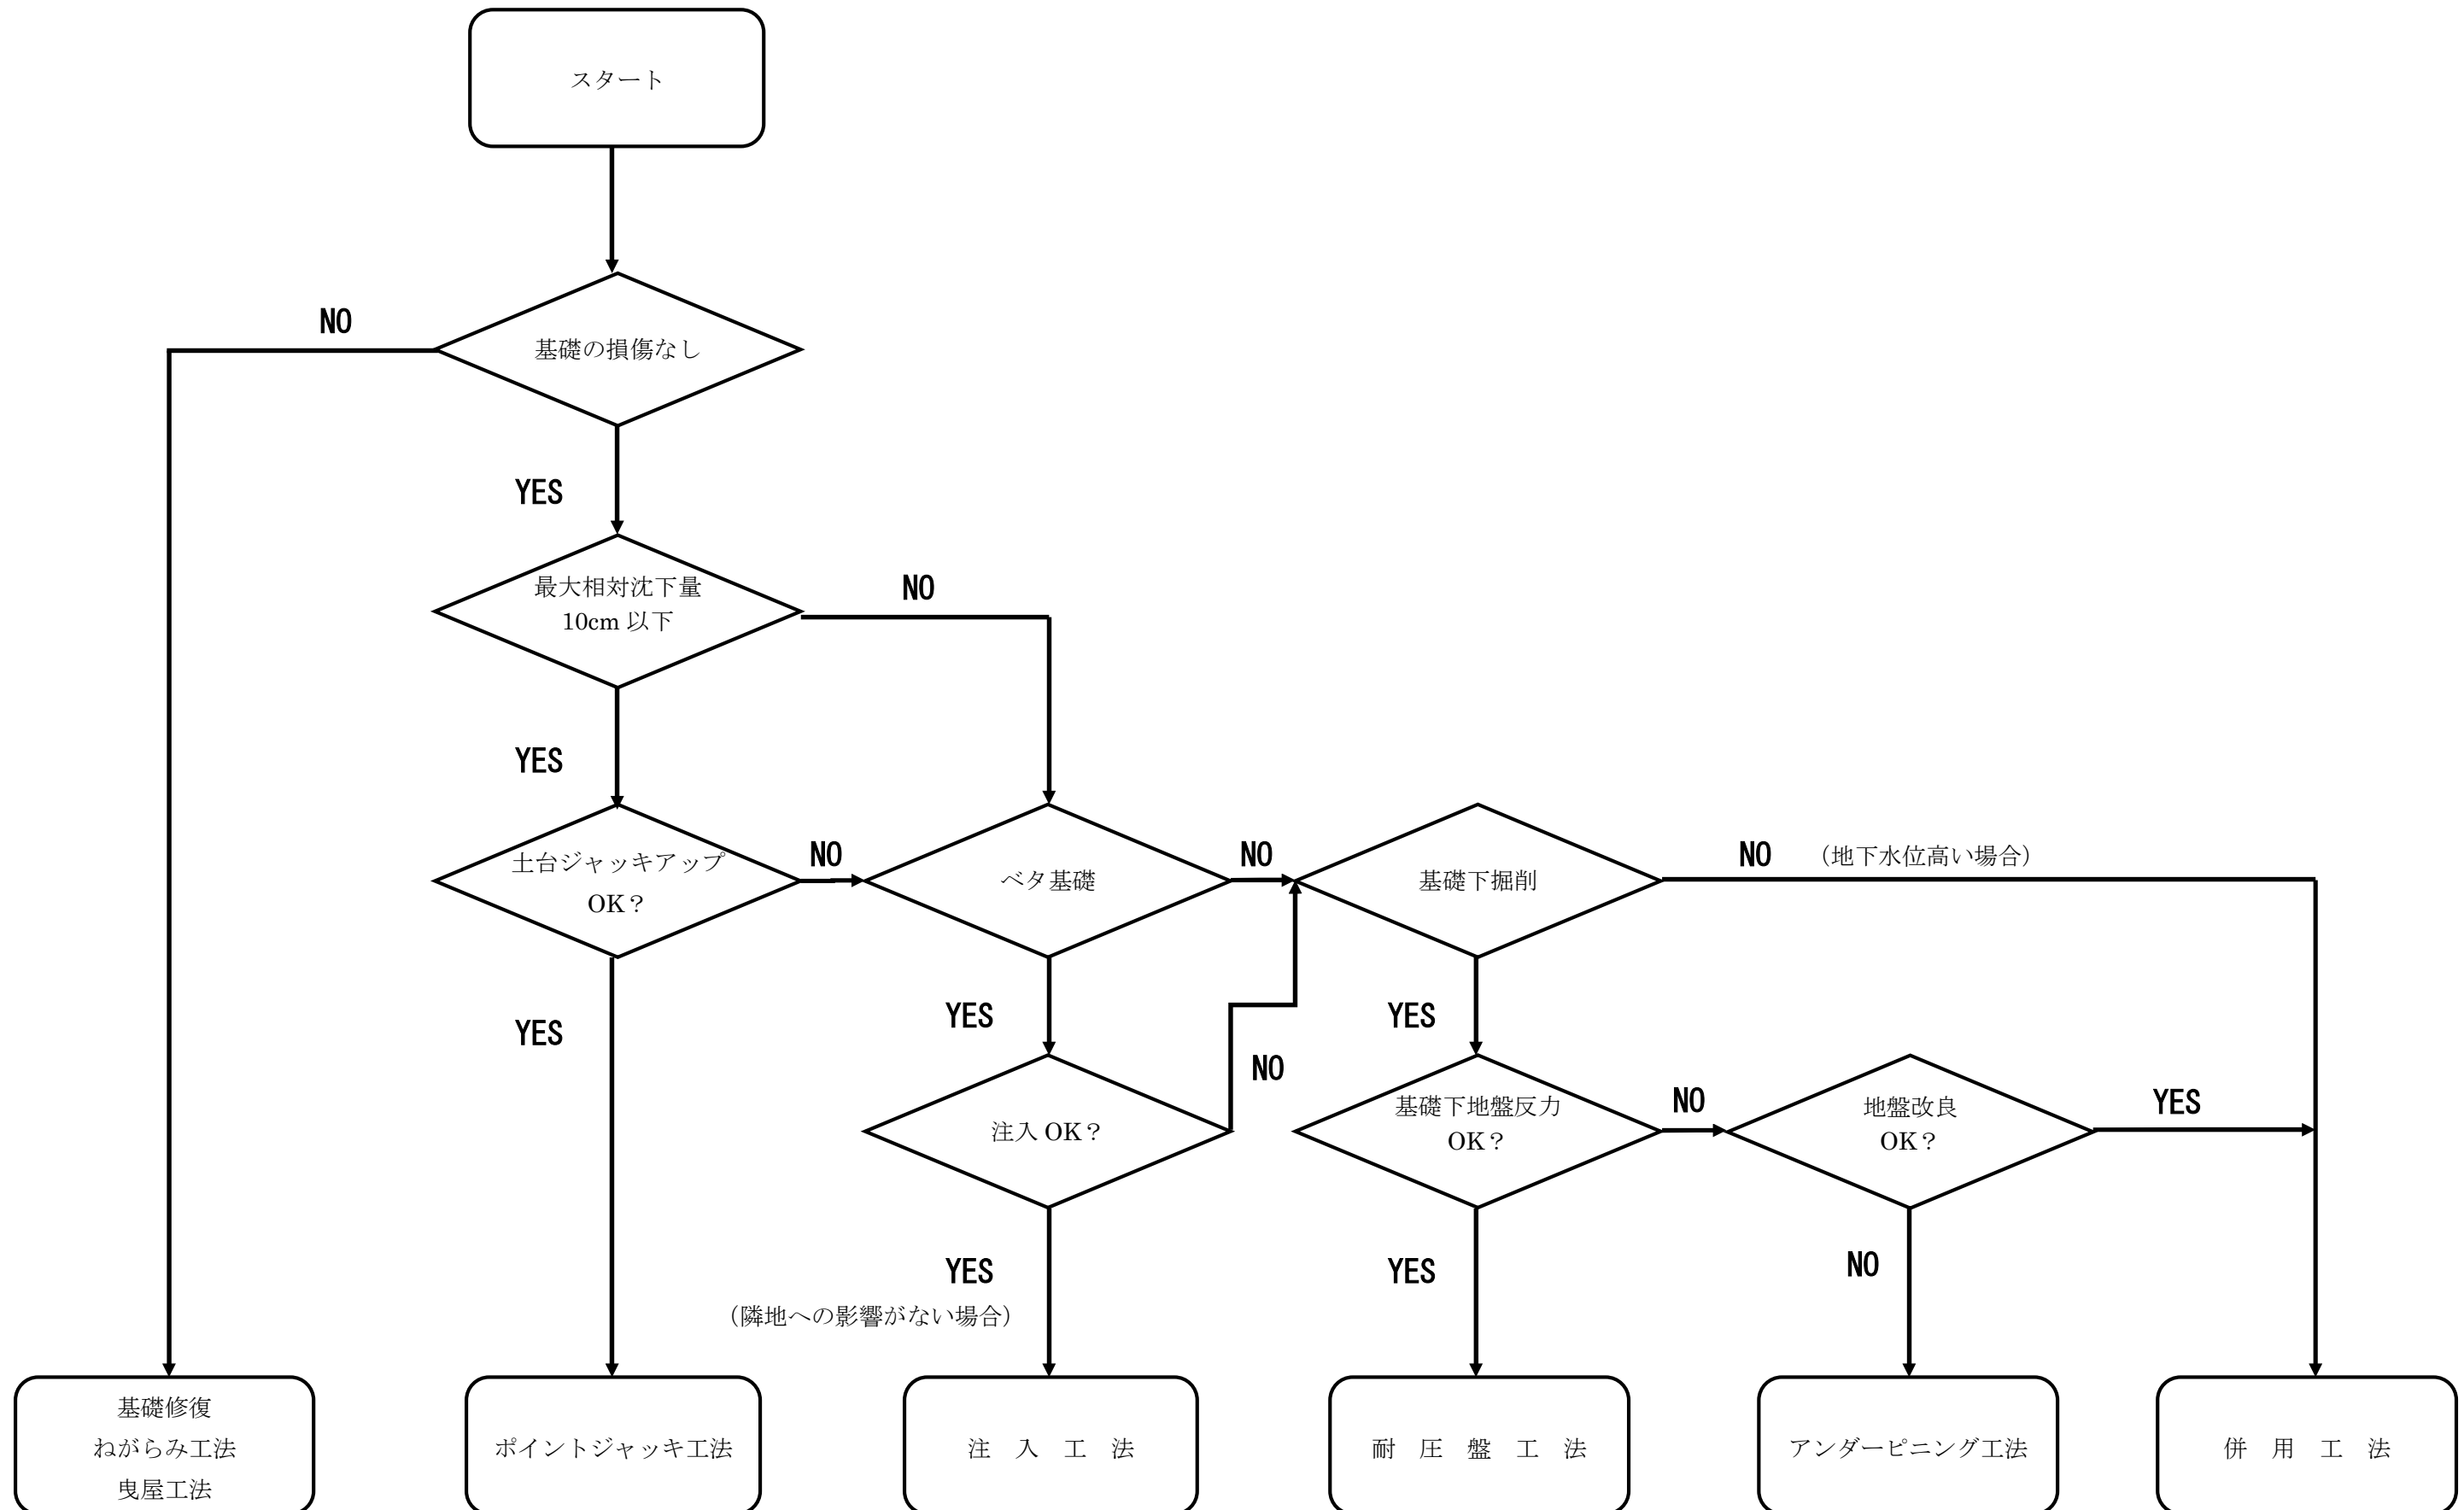 スタート
NO
基礎の損傷なし
YES
最大相対沈下量
10cm 以下
NO
YES
土台ジャッキアップ
OK？
NO
ベタ基礎
NO
基礎下掘削
NO （地下水位高い場合）
YES
YES
YES
NO
注入 OK？
基礎下地盤反力
OK？
NO
地盤改良
OK？
YES
YES
（隣地への影響がない場合）
YES
NO
基礎修復
ねがらみ工法
曳屋工法
ポイントジャッキ工法
注　入　工　法
耐　圧　盤　工　法
アンダーピニング工法
併　用　工　法